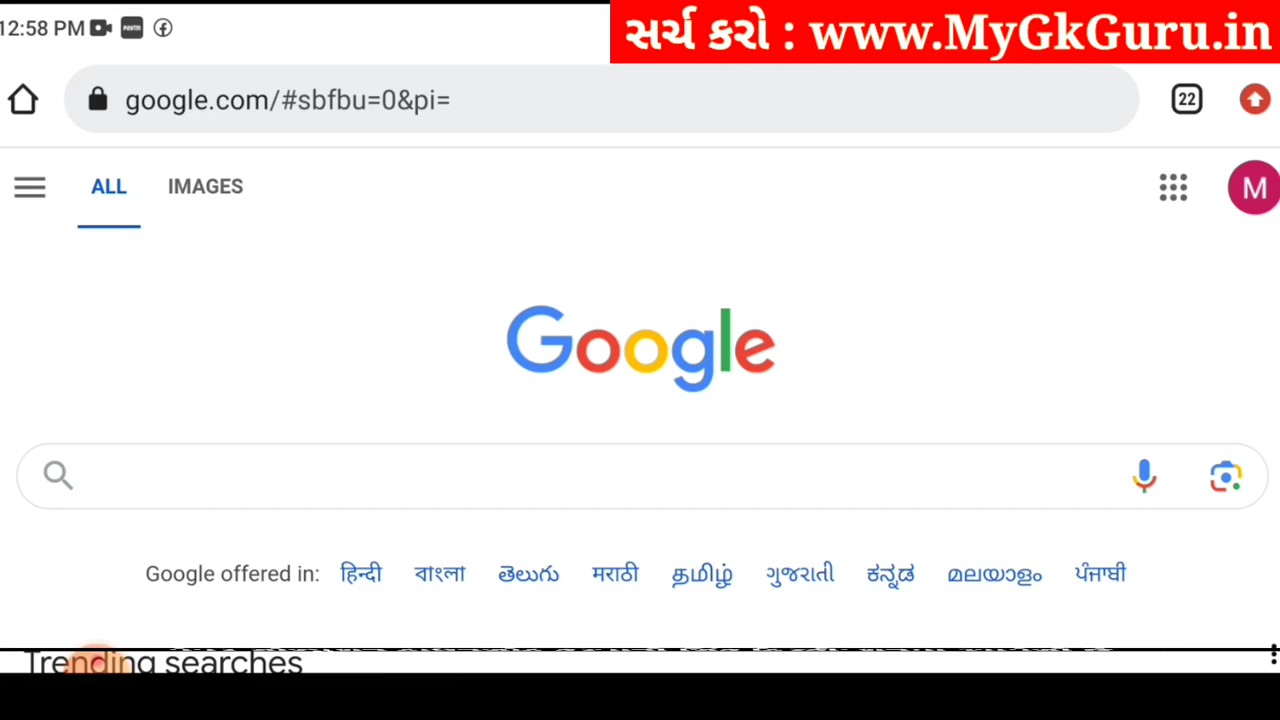 12:58 PM
સર્ચ કરો : www.MyGkGuru.in
google.com/#sbfbu=0&pi=
22
ALL IMAGES
M
Google
Google offered in: हिन्दी বাংলা తెలుగు मराठी தமிழ் ગુજરાતી ಕನ್ನಡ മലയാളം ਪੰਜਾਬੀ
Trending searches